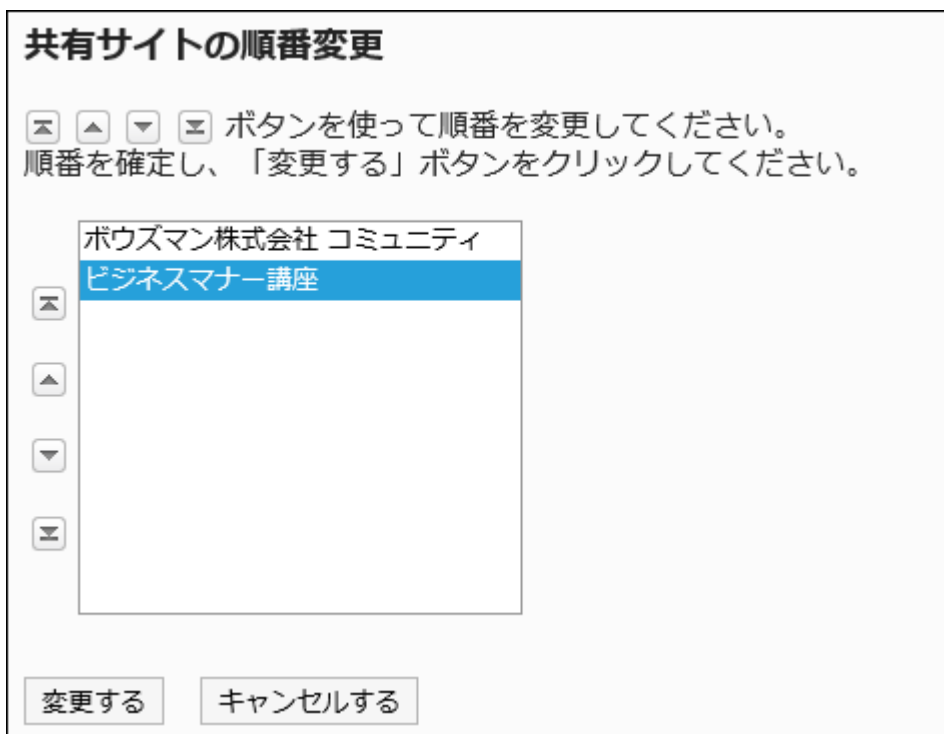 共有サイトの順番変更
ボタンを使って順番を変更してください。
順番を確定し、「変更する」ボタンをクリックしてください。
ボウズマン株式会社 コミュニティ
ビジネスマナー講座
変更する
キャンセルする